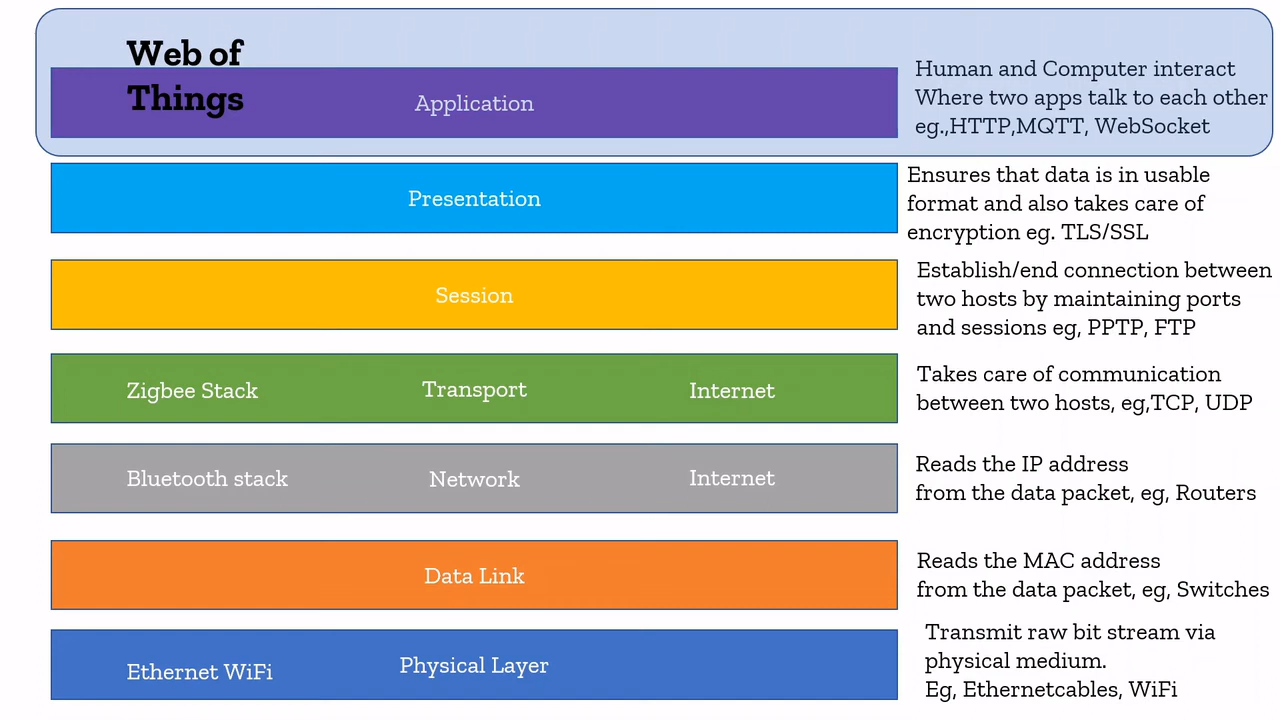 Web of
Things
Application
Human and Computer interact
Where two apps talk to each other
eg.,HTTP,MQTT, WebSocket
Presentation
Ensures that data is in usable
format and also takes care of
encryption eg. TLS/SSL
Session
Establish/end connection between
two hosts by maintaining ports
and sessions eg, PPTP, FTP
Zigbee Stack
Transport
Internet
Takes care of communication
between two hosts, eg,TCP, UDP
Bluetooth stack
Network
Internet
Reads the IP address
from the data packet, eg, Routers
Data Link
Reads the MAC address
from the data packet, eg, Switches
Ethernet WiFi
Physical Layer
Transmit raw bit stream via
physical medium.
Eg, Ethernetcables, WiFi